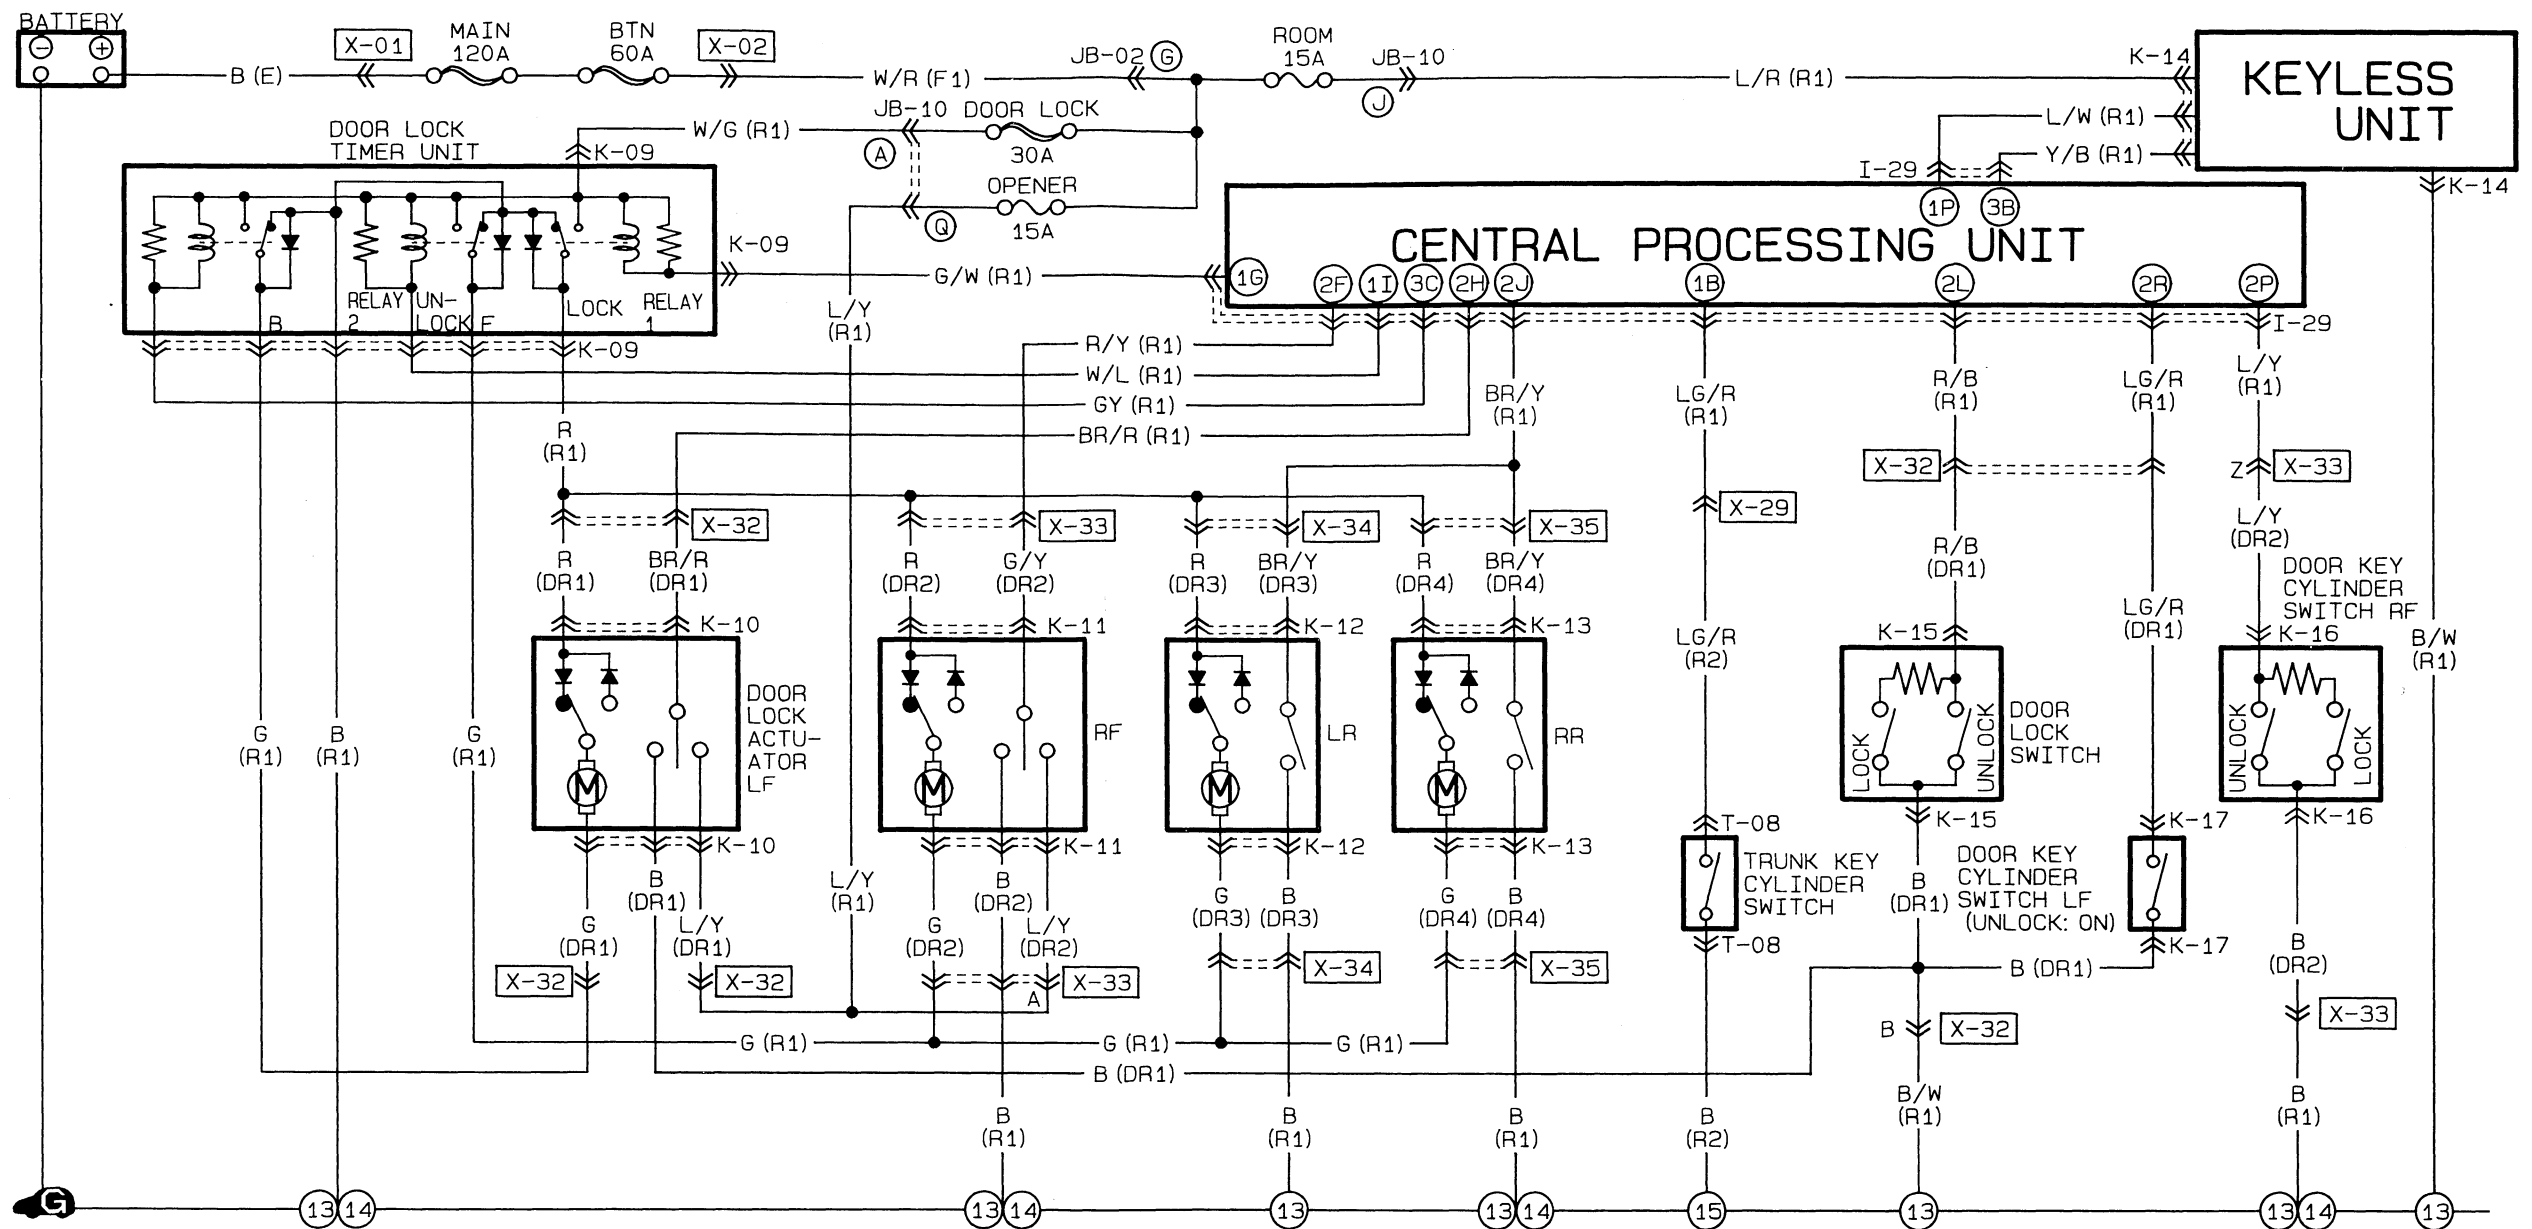 BATTERY
− +
B (E)
X-01
MAIN
120A
BTN
60A
X-02
W/R (F1)
JB-02 G
ROOM
15A
JB-10
J
L/R (R1)
K-14
KEYLESS
UNIT
L/W (R1)
Y/B (R1)
I-29
K-14
DOOR LOCK
TIMER UNIT
K-09
W/G (R1)
JB-10 DOOR LOCK
A
30A
OPENER
Q
15A
K-09
G/W (R1)
1P 3B
CENTRAL PROCESSING UNIT
1G 2F 1I 3C 2H 2J 1B 2L 2R 2P
I-29
B
RELAY
2
UN-
LOCK F
LOCK
RELAY
1
K-09
L/Y
(R1)
R/Y (R1)
W/L (R1)
GY (R1)
BR/R (R1)
R
(R1)
BR/Y
(R1)
LG/R
(R1)
R/B
(R1)
LG/R
(R1)
L/Y
(R1)
X-32
Z X-33
X-29
X-32
X-33
X-34
X-35
R
(DR1)
BR/R
(DR1)
R
(DR2)
G/Y
(DR2)
R
(DR3)
BR/Y
(DR3)
R
(DR4)
BR/Y
(DR4)
R/B
(DR1)
L/Y
(DR2)
DOOR KEY
CYLINDER
SWITCH RF
K-10
K-11
K-12
K-13
LG/R
(R2)
K-15
LG/R
(DR1)
K-16
B/W
(R1)
G
(R1)
B
(R1)
G
(R1)
M
DOOR
LOCK
ACTU-
ATOR
LF
M
RF
M
LR
M
RR
LOCK
UNLOCK
DOOR
LOCK
SWITCH
UNLOCK
LOCK
K-10
K-11
K-12
K-13
T-08
K-15
K-17
K-16
TRUNK KEY
CYLINDER
SWITCH
T-08
B
(DR1)
DOOR KEY
CYLINDER
SWITCH LF
(UNLOCK: ON)
K-17
G
(DR1)
B
(DR1)
L/Y
(DR1)
L/Y
(R1)
G
(DR2)
B
(DR2)
L/Y
(DR2)
G
(DR3)
B
(DR3)
G
(DR4)
B
(DR4)
B
(DR2)
X-32
X-32
A
X-33
X-34
X-35
B (DR1)
B X-32
X-33
G (R1)
G (R1)
G (R1)
B (DR1)
B
(R1)
B
(R1)
B
(R1)
B
(R2)
B/W
(R1)
B
(R1)
G
13 14
13 14
13
13 14
15
13
13 14
13